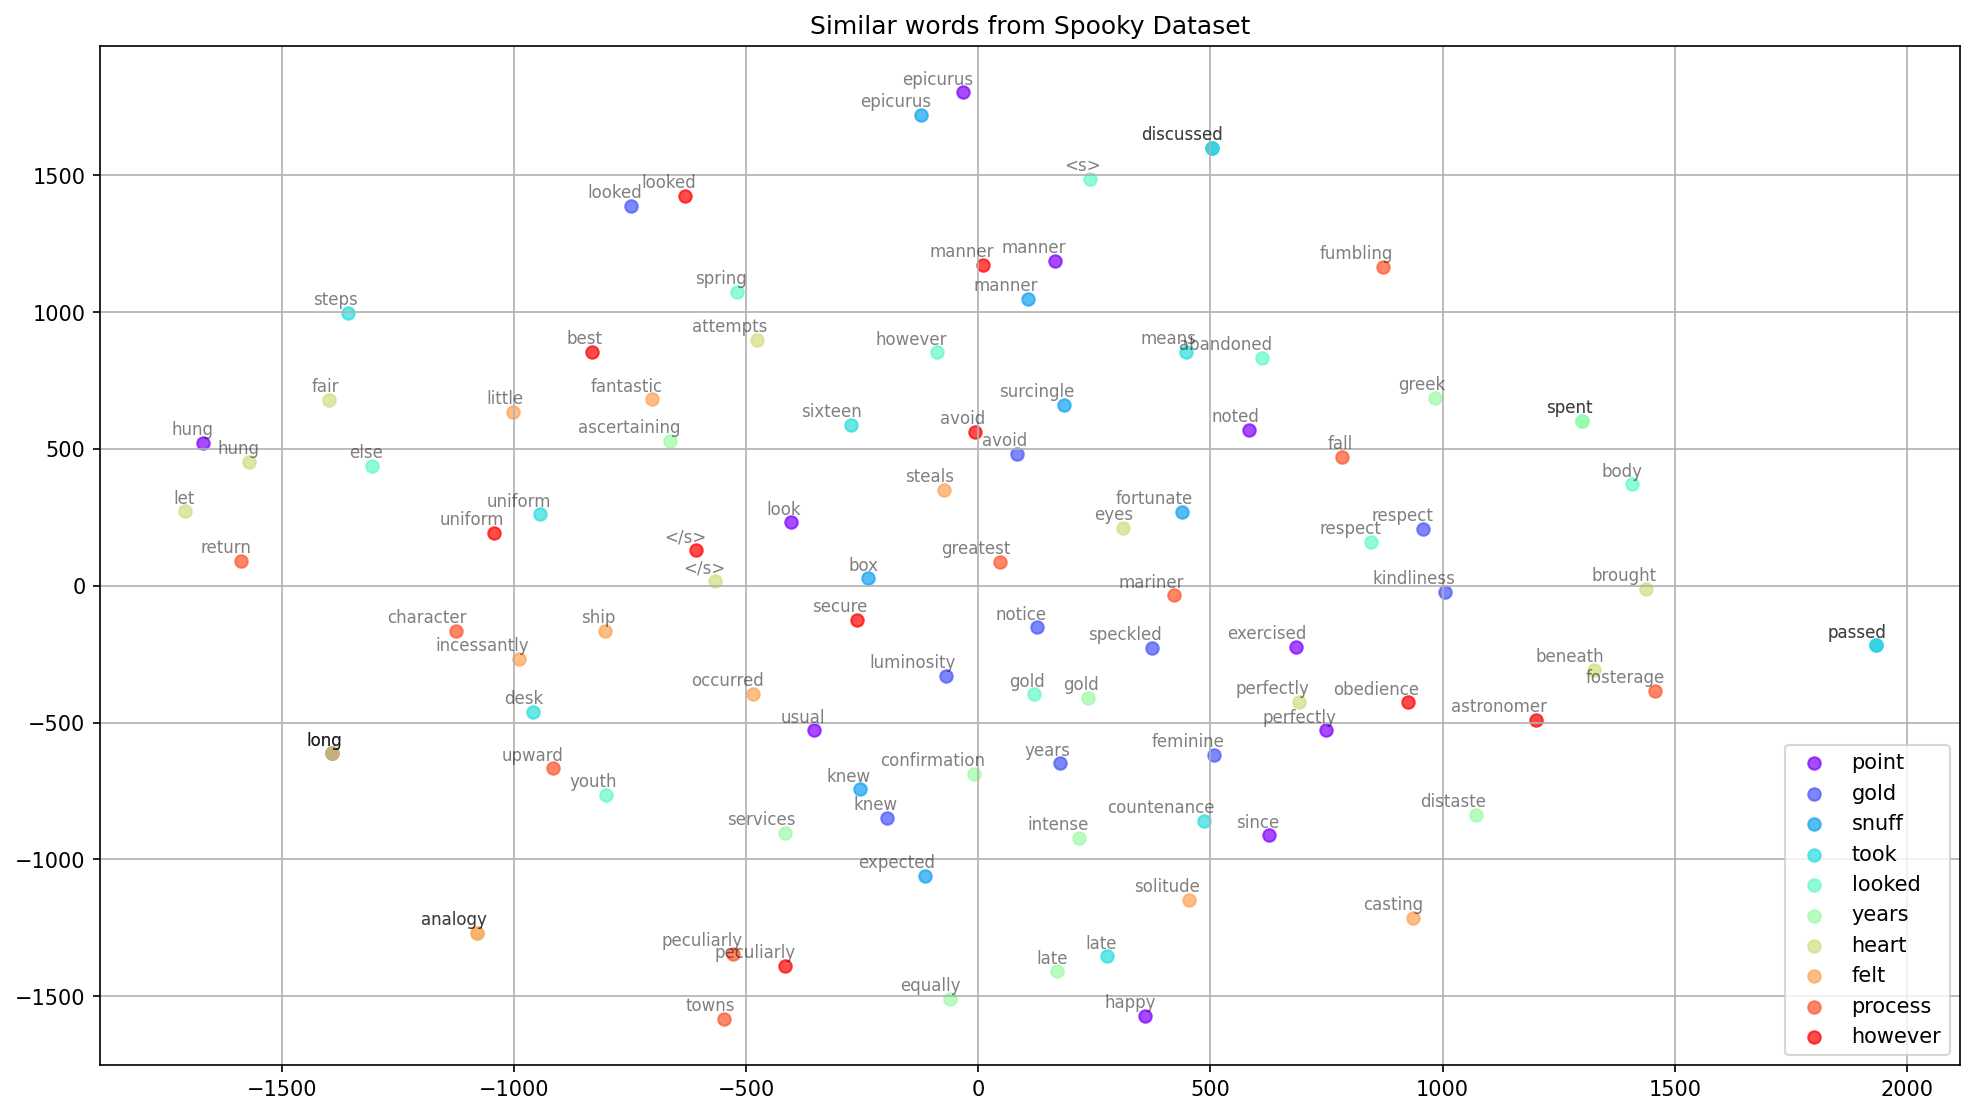 Similar words from Spooky Dataset
epicurus
epicurus
discussed
<s>
looked
looked
manner
manner
fumbling
spring
manner
steps
attempts
best
however
means
abandoned
fair
fantastic
greek
little
surcingle
spent
sixteen
avoid
noted
hung
ascertaining
avoid
fall
hung
else
steals
body
let
uniform
fortunate
look
eyes
respect
uniform
respect
</s>
return
greatest
</s>
box
kindliness
brought
mariner
secure
character
ship
notice
incessantly
speckled
exercised
passed
luminosity
beneath
occurred
gold
gold
fosterage
desk
perfectly
obedience
astronomer
usual
perfectly
long
feminine
upward
confirmation
years
youth
knew
knew
countenance
distaste
services
intense
since
expected
solitude
casting
analogy
peculiarly
peculiarly
late
late
equally
towns
happy
1500
1000
500
0
−500
−1000
−1500
−1500
−1000
−500
0
500
1000
1500
2000
point
gold
snuff
took
looked
years
heart
felt
process
however